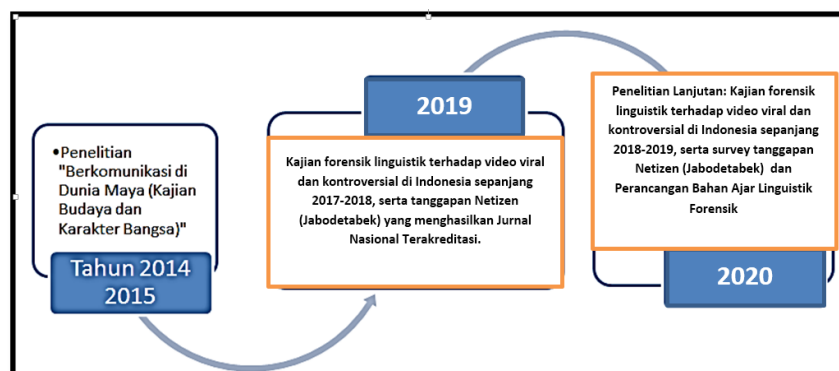 •Penelitian
"Berkomunikasi di
Dunia Maya (Kajian
Budaya dan
Karakter Bangsa)"
Tahun 2014
2015
2019
Kajian forensik linguistik terhadap video viral
dan kontroversial di Indonesia sepanjang
2017-2018, serta tanggapan Netizen
(Jabodetabek) yang menghasilkan Jurnal
Nasional Terakreditasi.
Penelitian Lanjutan: Kajian forensik
linguistik terhadap video viral dan
kontroversial di Indonesia sepanjang
2018-2019, serta survey tanggapan
Netizen (Jabodetabek) dan
Perancangan Bahan Ajar Linguistik
Forensik
2020